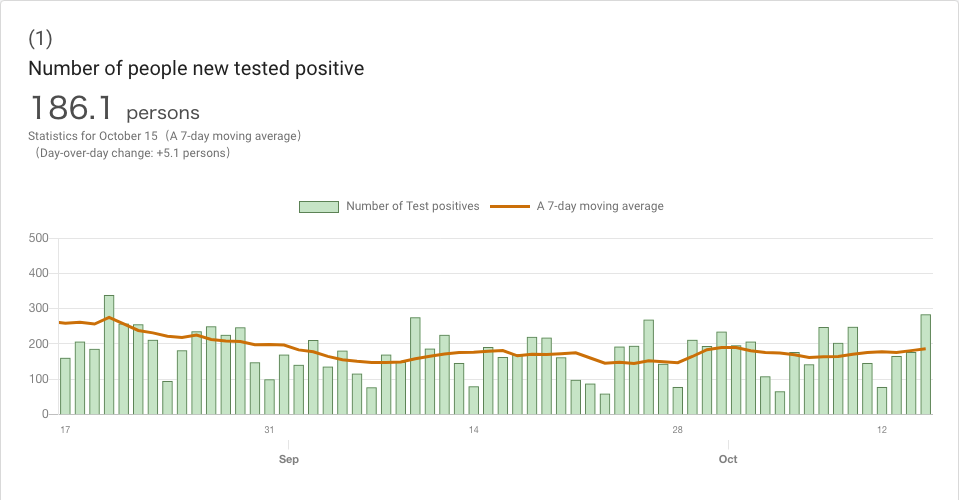 (1)
Number of people new tested positive
186.1 persons
Statistics for October 15（A 7-day moving average）
（Day-over-day change: +5.1 persons）
Number of Test positives A 7-day moving average
500
400
300
200
100
0
17 31 14 28 12
Sep Oct